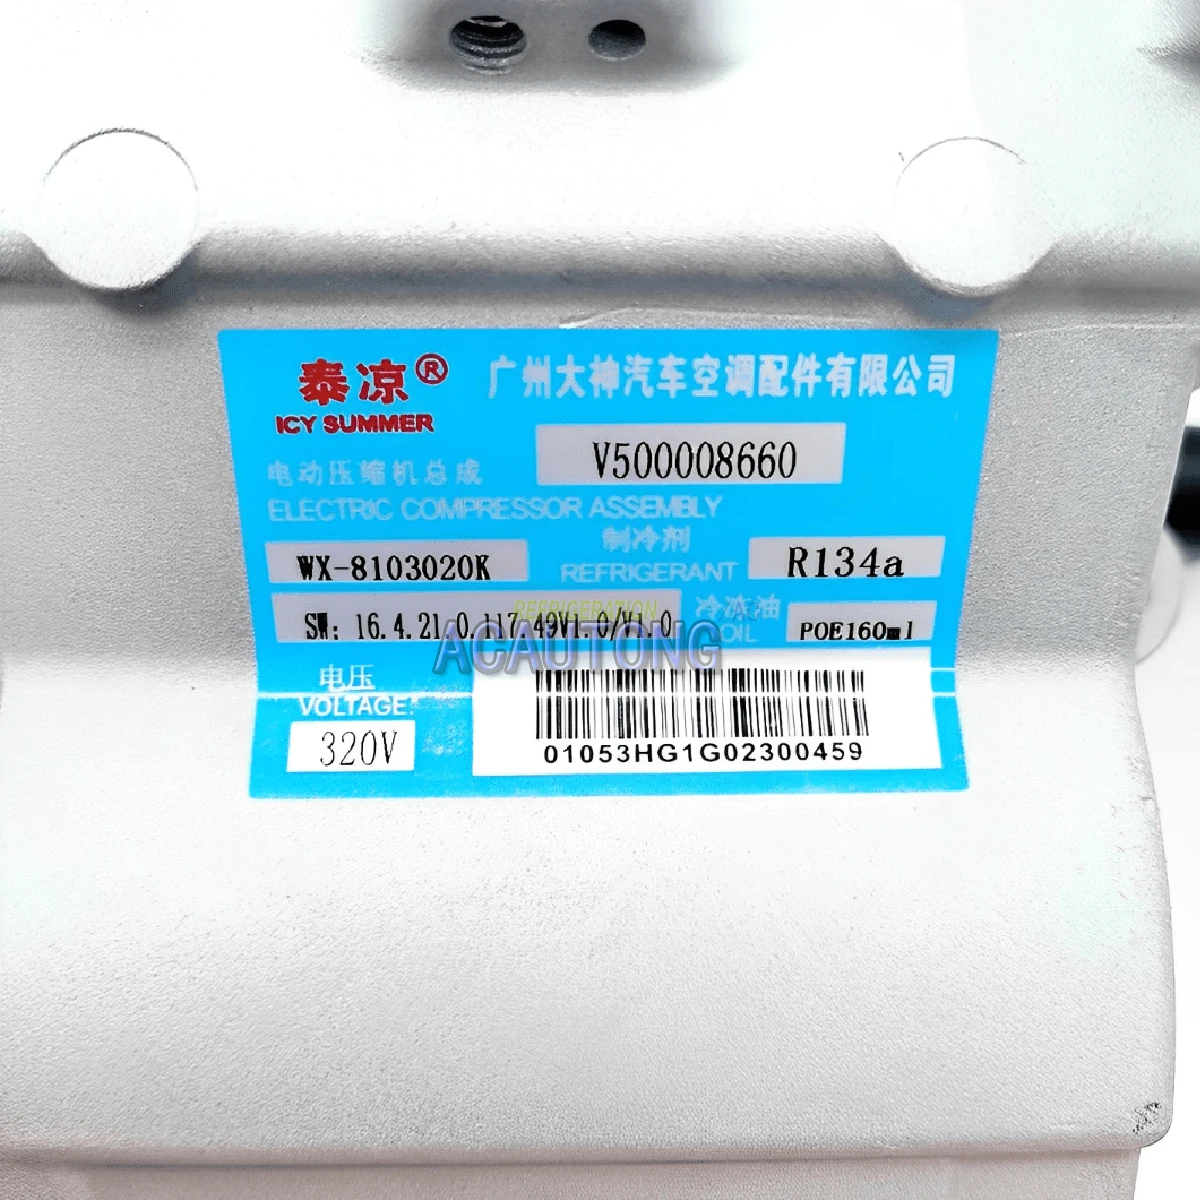 泰凉®
ICY SUMMER
广州大神汽车空调配件有限公司
电动压缩机总成
V500008660
ELECTRIC COMPRESSOR ASSEMBLY
WX-8103020K
制冷剂
REFRIGERANT
R134a
SW: 16.4.21.0.117.49V1.0/V1.0
冷冻油
OIL
POE160ml
REFRIGERATION
AC
ACAUTONG
电压
VOLTAGE:
320V
01053HG1G02300459